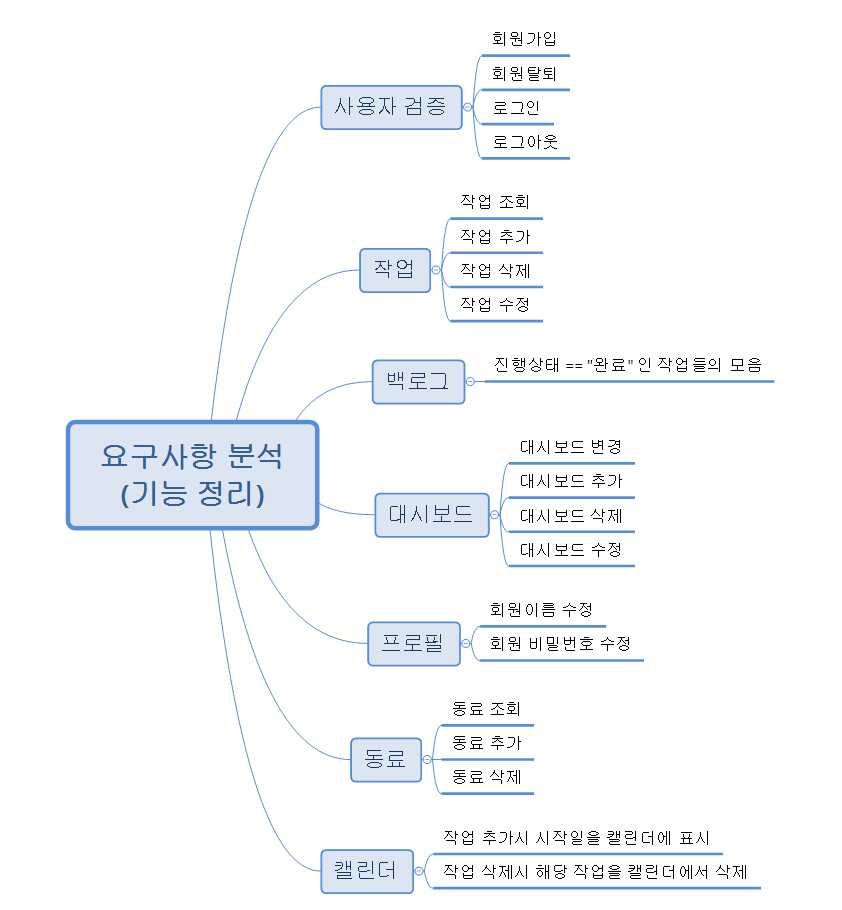 요구사항 분석
(기능 정리)
사용자 검증
회원가입
회원탈퇴
로그인
로그아웃
작업
작업 조회
작업 추가
작업 삭제
작업 수정
백로그
진행상태 == "완료" 인 작업들의 모음
대시보드
대시보드 변경
대시보드 추가
대시보드 삭제
대시보드 수정
프로필
회원이름 수정
회원 비밀번호 수정
동료
동료 조회
동료 추가
동료 삭제
캘린더
작업 추가시 시작일을 캘린더에 표시
작업 삭제시 해당 작업을 캘린더에서 삭제